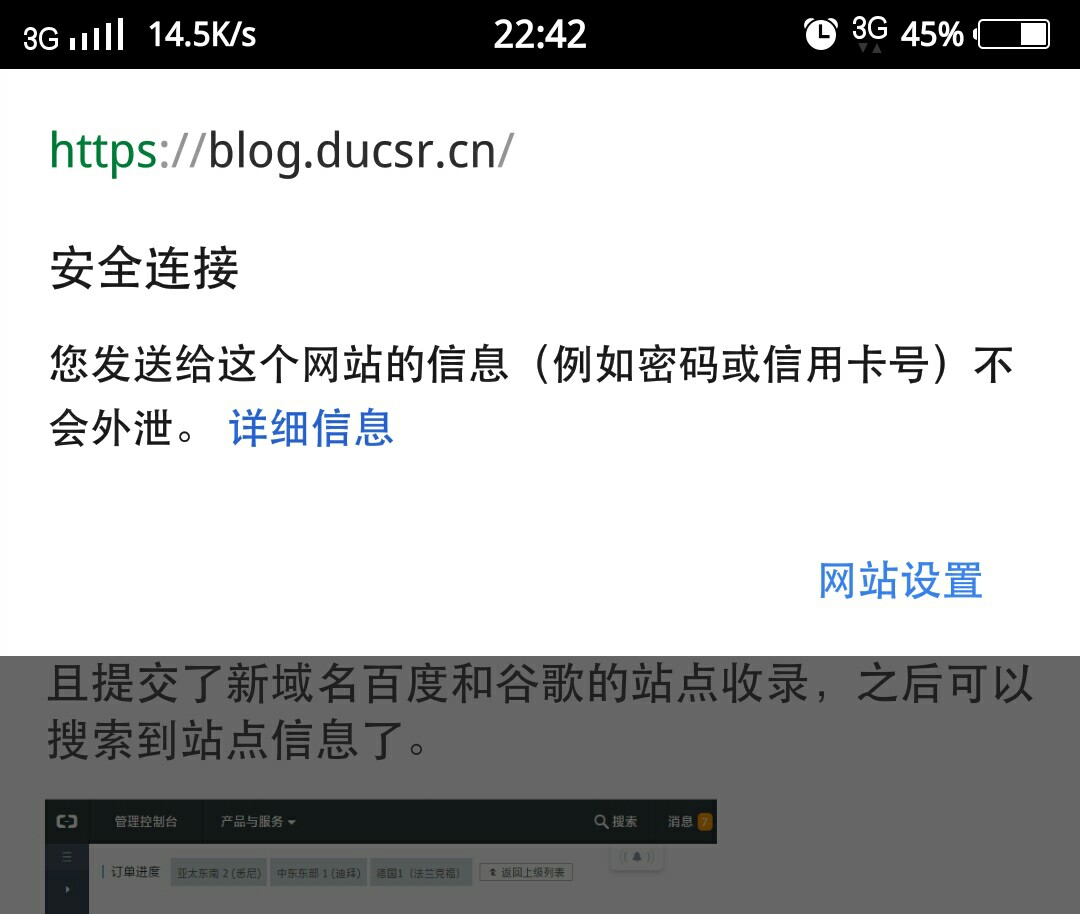 3G 14.5K/s 22:42 3G 45%
https://blog.ducsr.cn/
安全连接
您发送给这个网站的信息（例如密码或信用卡号）不
会外泄。 详细信息
网站设置
且提交了新域名百度和谷歌的站点收录，之后可以
搜索到站点信息了。
管理控制台 产品与服务 搜索 消息 7
订单进度 亚太东南 2 (悉尼) 中东东部 1 (迪拜) 德国1（法兰克福） 返回上级列表